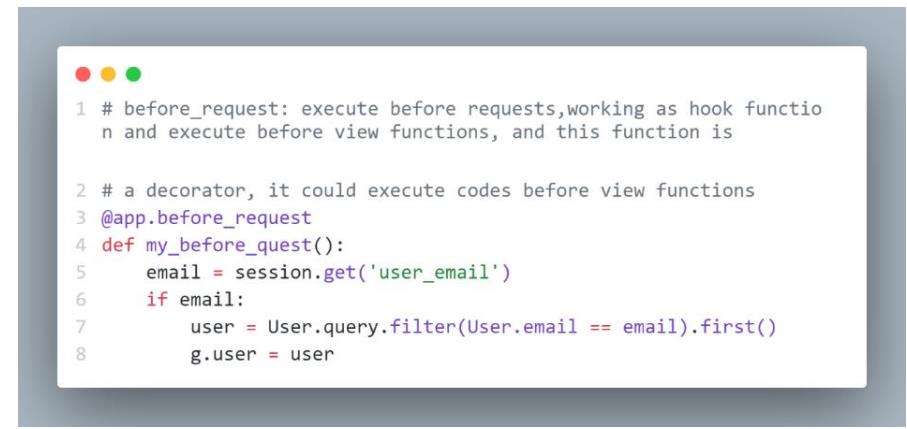 1 # before_request: execute before requests,working as hook functio
n and execute before view functions, and this function is
2 # a decorator, it could execute codes before view functions
3 @app.before_request
4 def my_before_quest():
5     email = session.get('user_email')
6     if email:
7         user = User.query.filter(User.email == email).first()
8         g.user = user